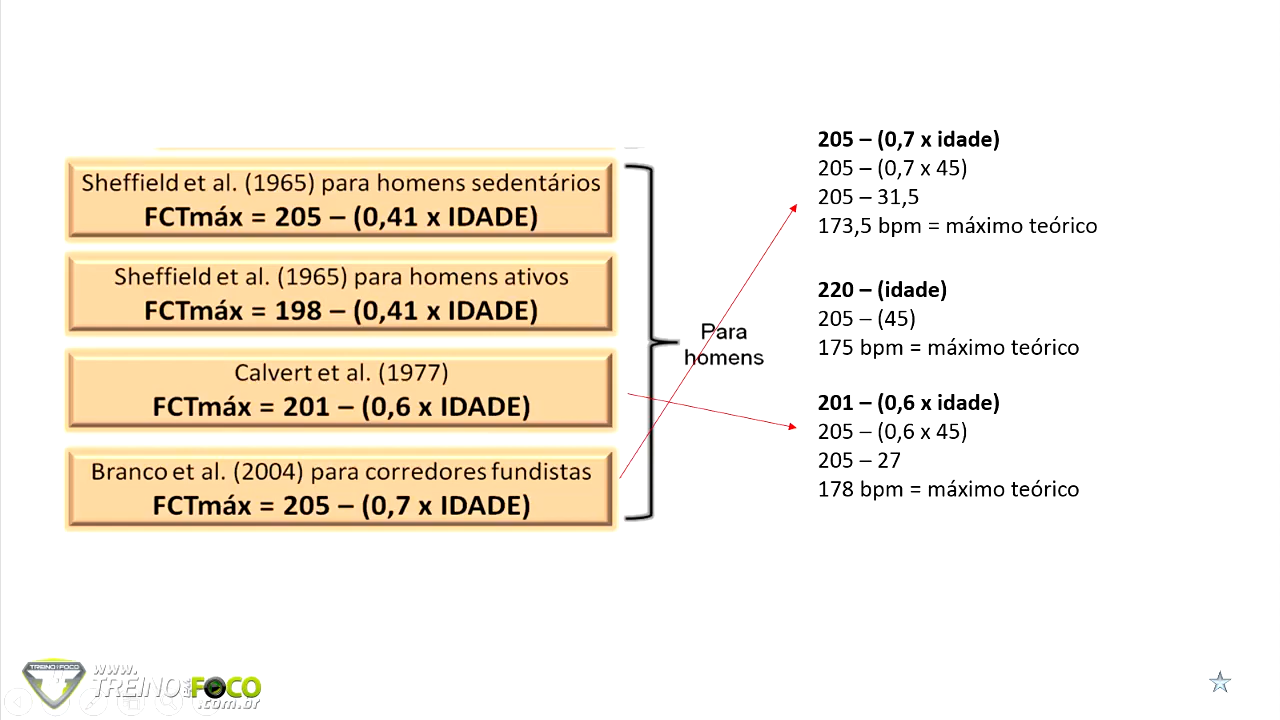 Sheffield et al. (1965) para homens sedentários
FCTmáx = 205 – (0,41 x IDADE)
Sheffield et al. (1965) para homens ativos
FCTmáx = 198 – (0,41 x IDADE)
Calvert et al. (1977)
FCTmáx = 201 – (0,6 x IDADE)
Branco et al. (2004) para corredores fundistas
FCTmáx = 205 – (0,7 x IDADE)
Para
homens
205 – (0,7 x idade)
205 – (0,7 x 45)
205 – 31,5
173,5 bpm = máximo teórico
220 – (idade)
205 – (45)
175 bpm = máximo teórico
201 – (0,6 x idade)
205 – (0,6 x 45)
205 – 27
178 bpm = máximo teórico
www.
TREINO EM FOCO
.com.br